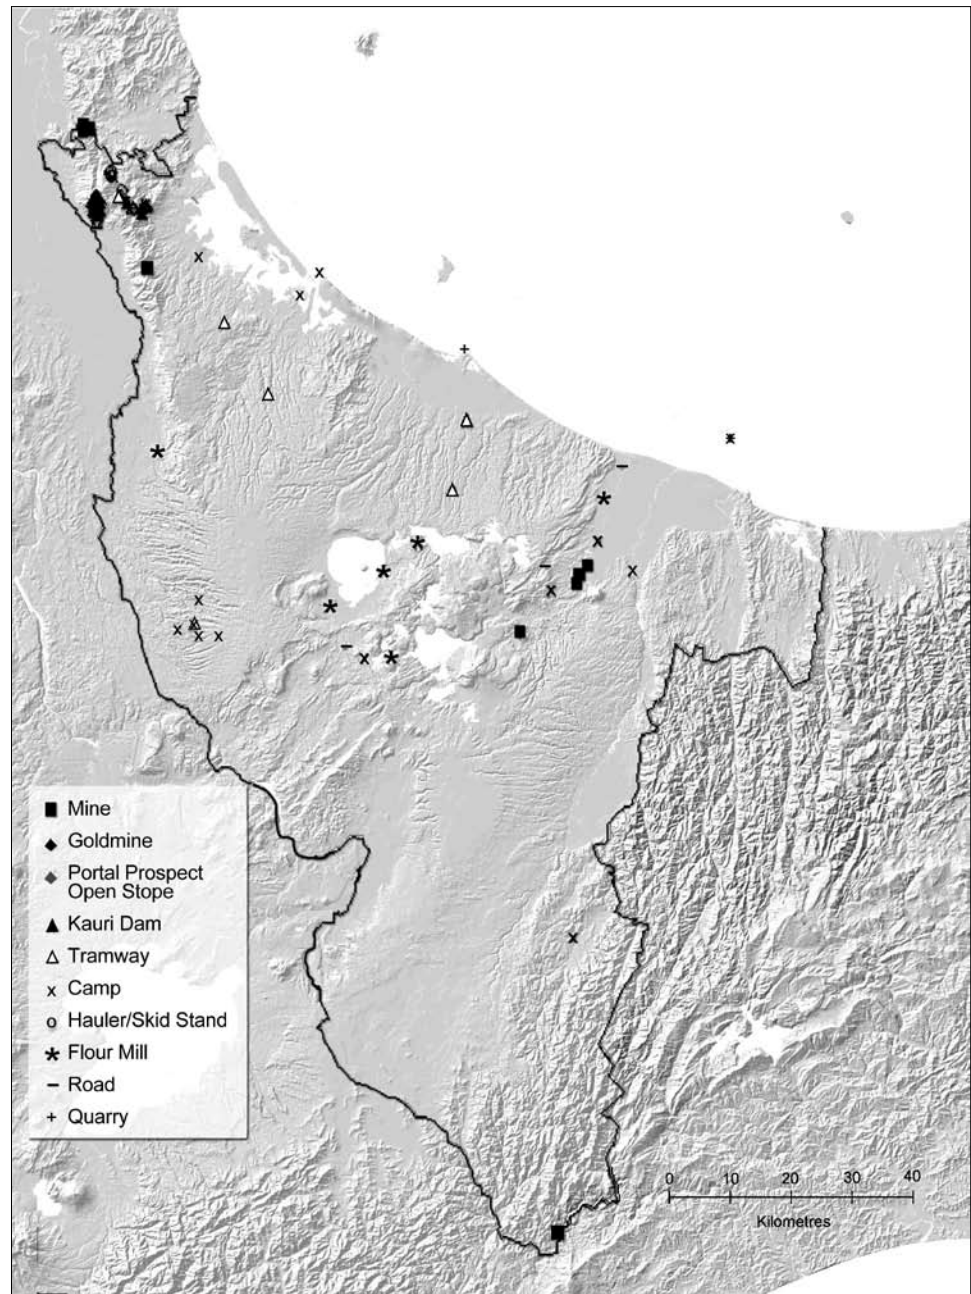 Mine
Goldmine
Portal Prospect
Open Stope
Kauri Dam
Tramway
Camp
Hauler/Skid Stand
Flour Mill
Road
Quarry
0 10 20 30 40
Kilometres